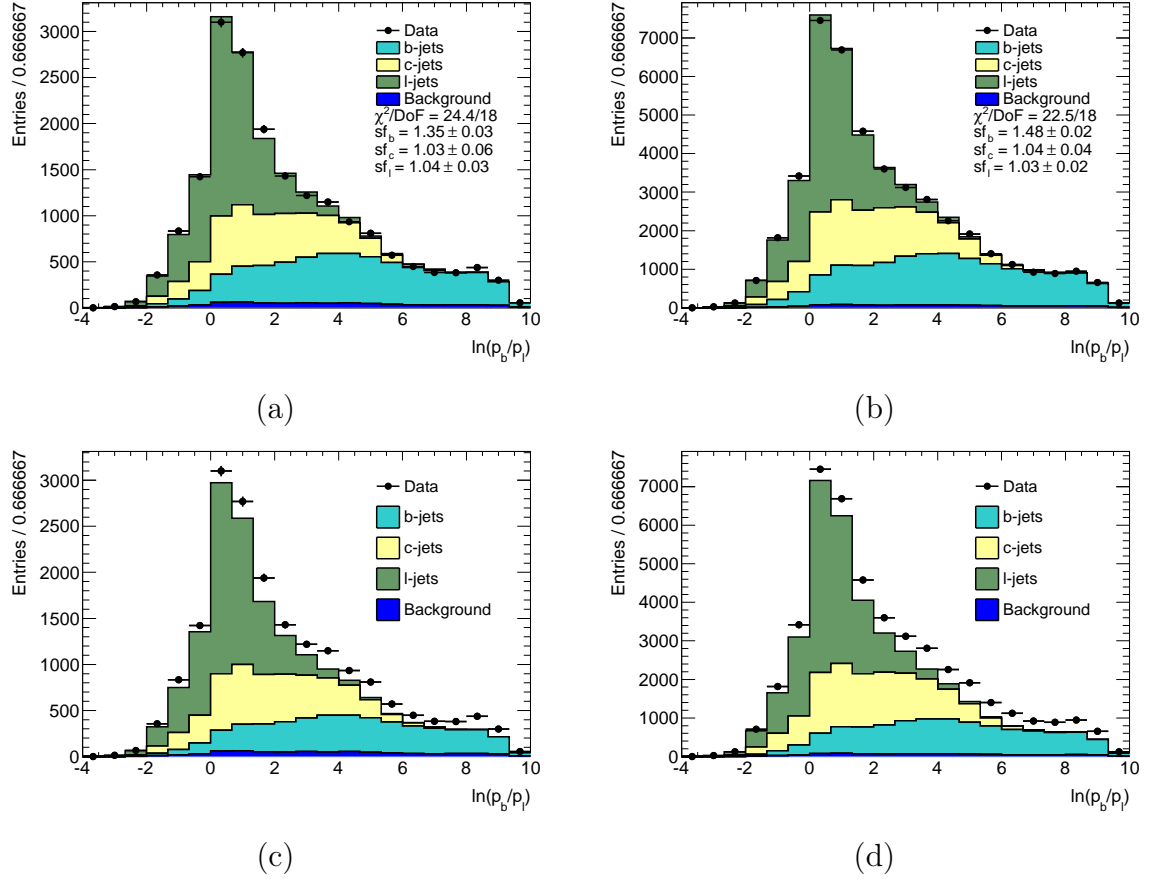 Entries / 0.666667
3000
2500
2000
1500
1000
500
0
Data
b-jets
c-jets
l-jets
Background
χ²/DoF = 24.4/18
sf_b = 1.35 ± 0.03
sf_c = 1.03 ± 0.06
sf_l = 1.04 ± 0.03
-4 -2 0 2 4 6 8 10
ln(p_b/p_l)
(a)
Entries / 0.666667
7000
6000
5000
4000
3000
2000
1000
0
Data
b-jets
c-jets
l-jets
Background
χ²/DoF = 22.5/18
sf_b = 1.48 ± 0.02
sf_c = 1.04 ± 0.04
sf_l = 1.03 ± 0.02
-4 -2 0 2 4 6 8 10
ln(p_b/p_l)
(b)
Entries / 0.666667
3000
2500
2000
1500
1000
500
0
Data
b-jets
c-jets
l-jets
Background
-4 -2 0 2 4 6 8 10
ln(p_b/p_l)
(c)
Entries / 0.666667
7000
6000
5000
4000
3000
2000
1000
0
Data
b-jets
c-jets
l-jets
Background
-4 -2 0 2 4 6 8 10
ln(p_b/p_l)
(d)